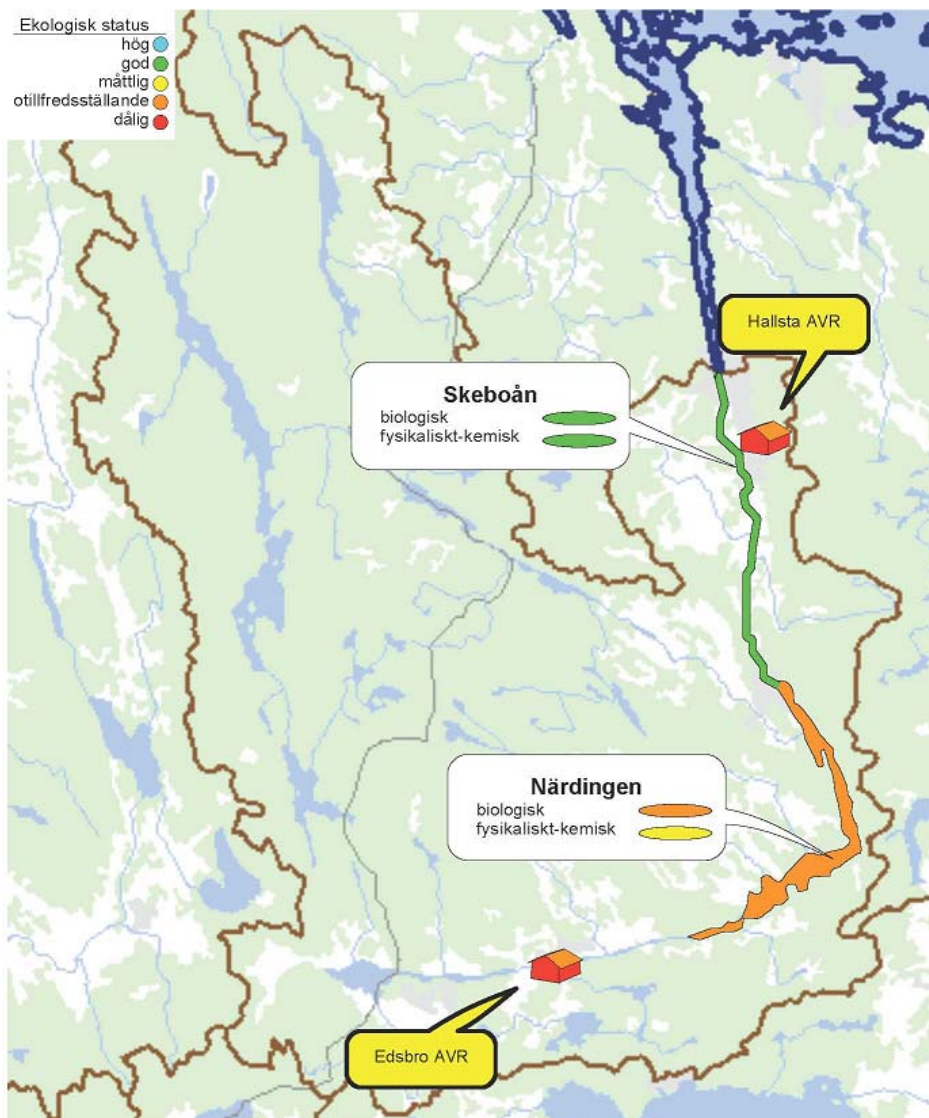 Ekologisk status
hög
god
måttlig
otillfredsställande
dålig
Hallsta AVR
Skeboån
biologisk
fysikaliskt-kemisk
Närdingen
biologisk
fysikaliskt-kemisk
Edsbro AVR